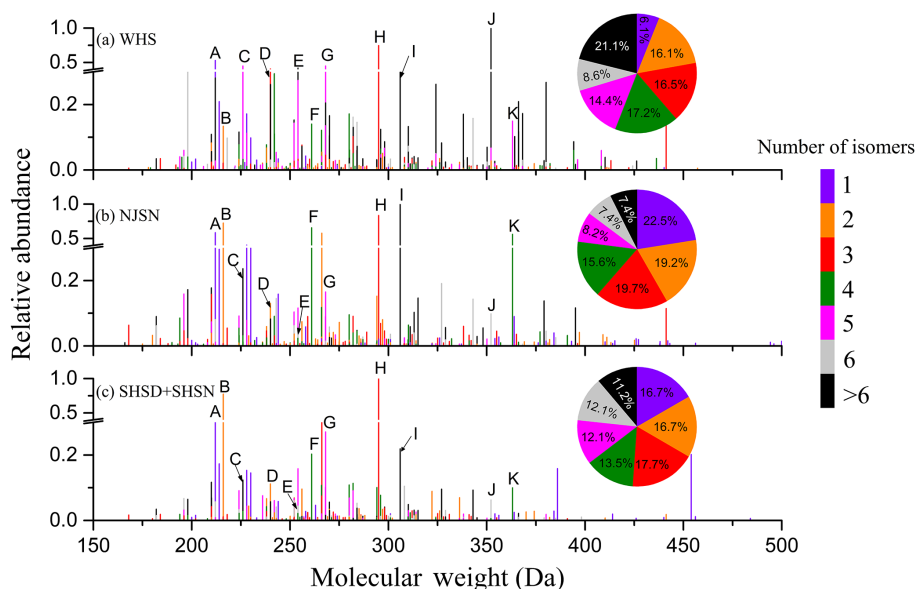 (a) WHS
1.0
0.5
0.2
0.0
A
B
C
D
E
F
G
H
I
J
K
6.1%
16.1%
16.5%
17.2%
14.4%
8.6%
21.1%
(b) NJSN
1.0
0.5
0.2
0.0
A
B
C
D
E
F
G
H
I
J
K
22.5%
19.2%
19.7%
15.6%
8.2%
7.4%
7.4%
(c) SHSD+SHSN
1.0
0.5
0.2
0.0
A
B
C
D
E
F
G
H
I
J
K
16.7%
16.7%
17.7%
13.5%
12.1%
12.1%
11.2%
Relative abundance
150 200 250 300 350 400 450 500
Molecular weight (Da)
Number of isomers
1
2
3
4
5
6
>6